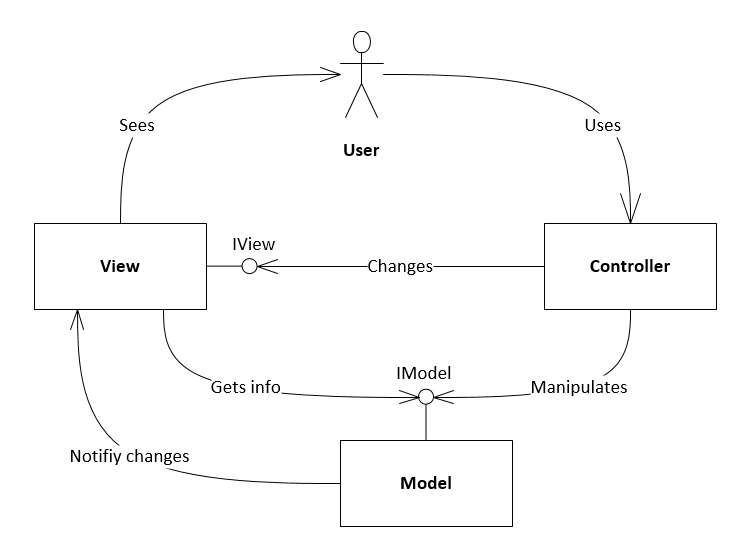 Sees
Uses
User
IView
View
Changes
Controller
IModel
Gets info
Manipulates
Notifiy changes
Model